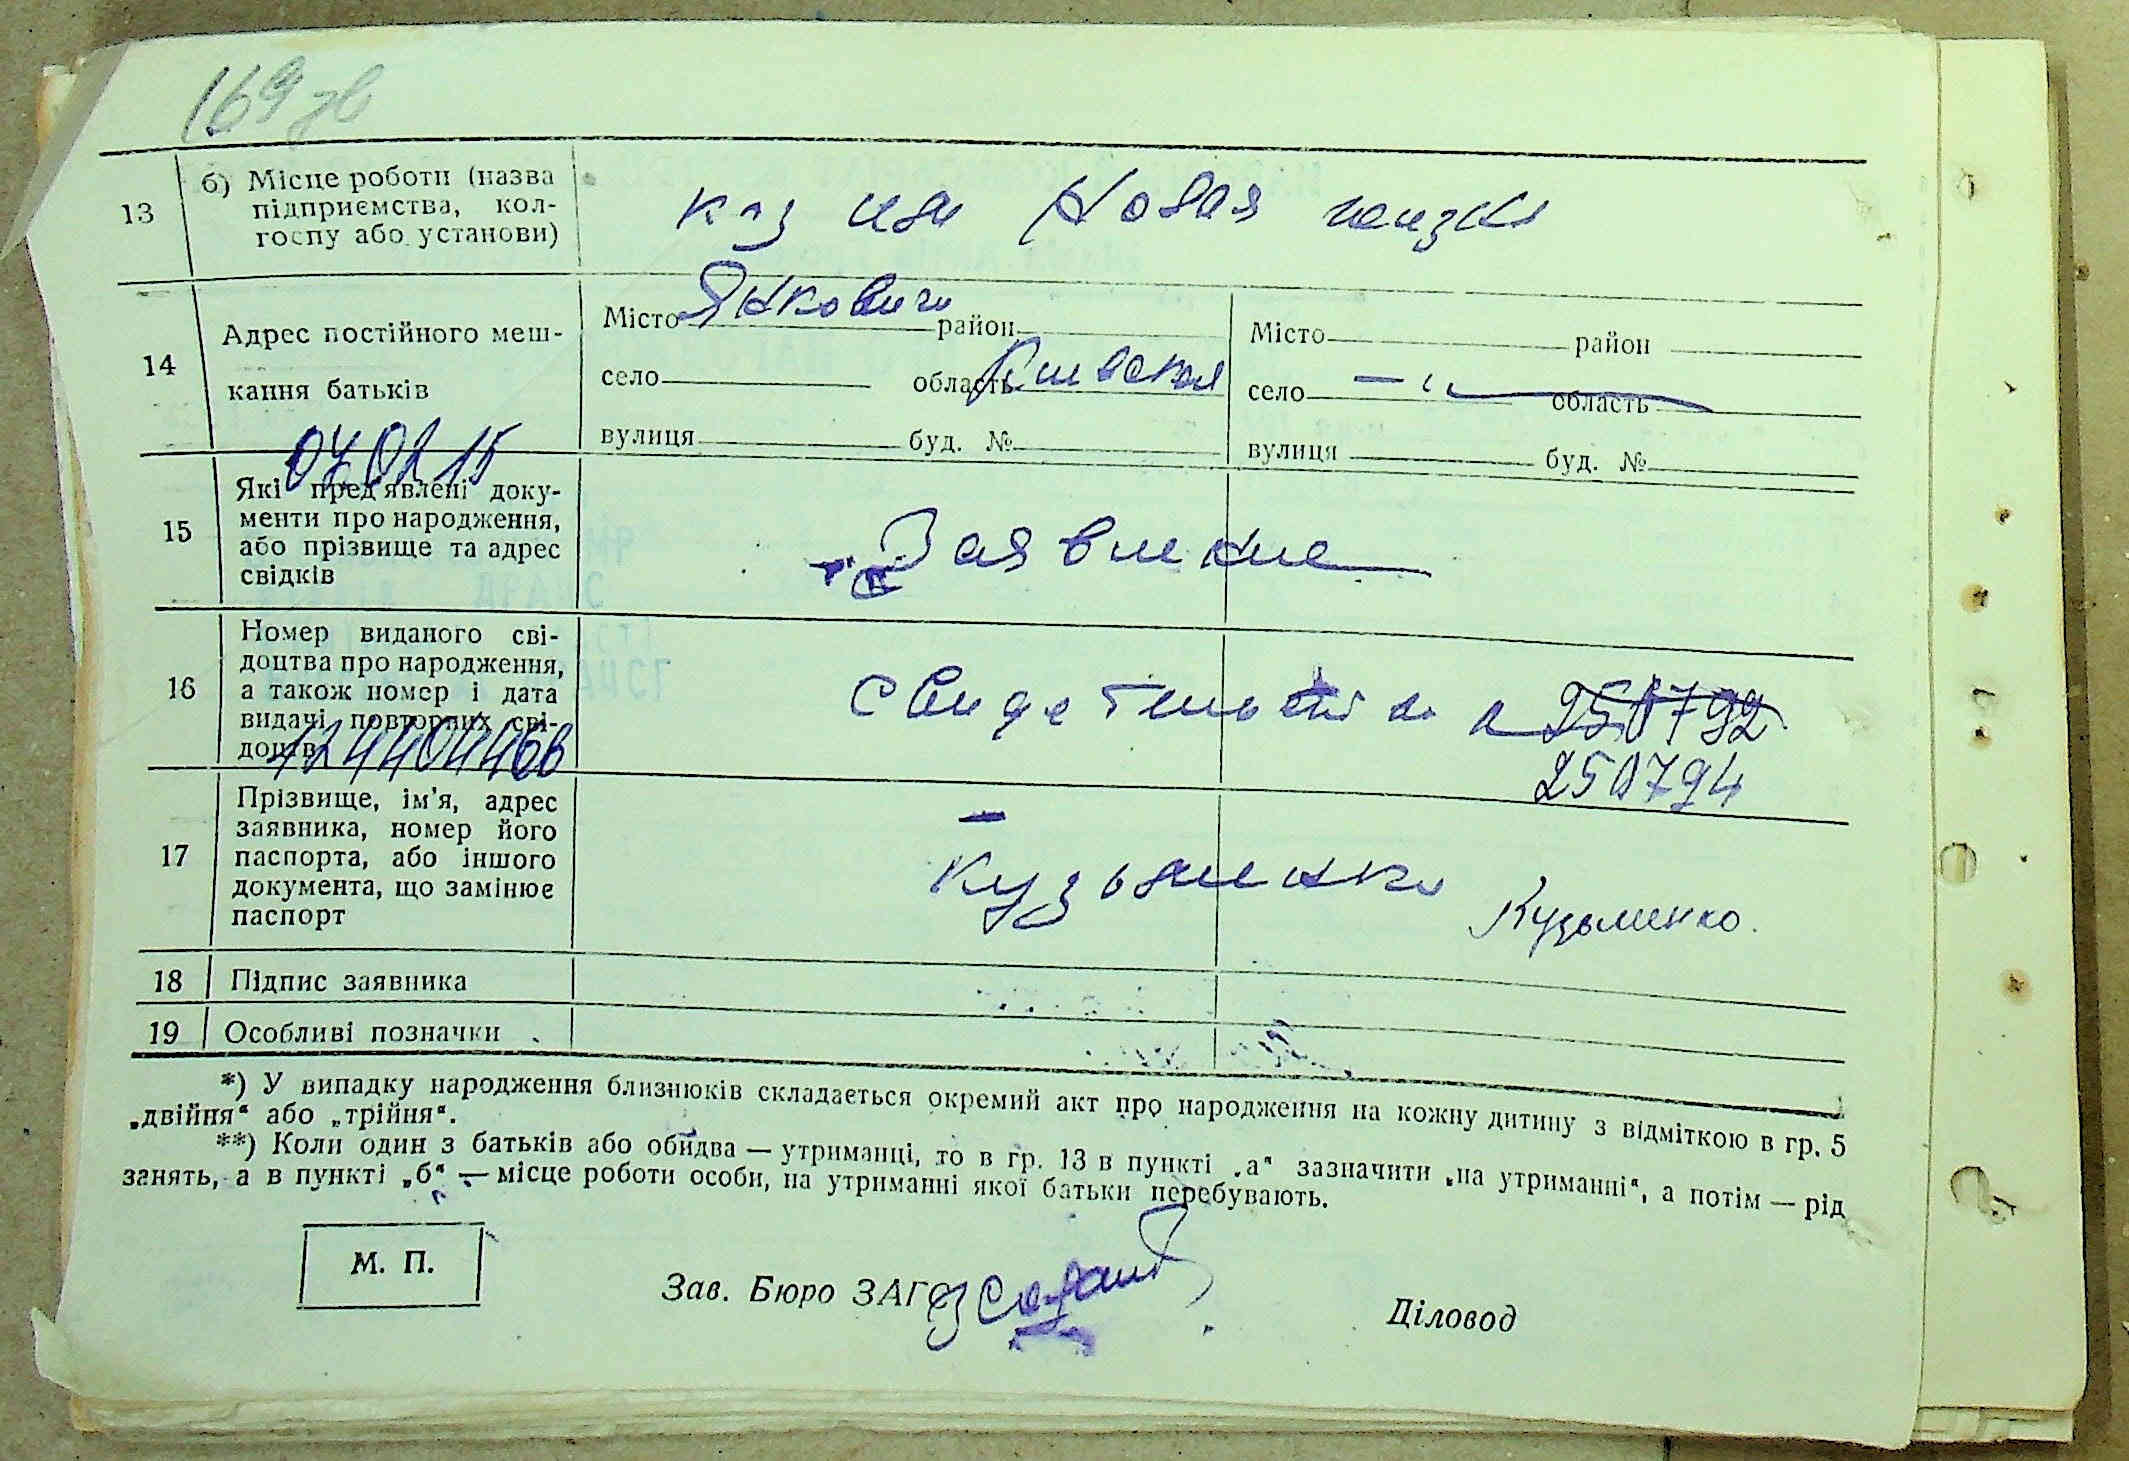 169 зв
13
б) Місце роботи (назва
підприємства, кол-
госпу або установи)
к-з им Новая жизнь
14
Адрес постійного меш-
кання батьків
Місто Янковичи район
село область Киевская
вулиця буд. №
Місто район
село — " — область
вулиця буд. №
07.02.15
15
Які пред'явлені доку-
менти про народження,
або прізвище та адрес
свідків
Заявление
16
Номер виданого сві-
доцтва про народження,
а також номер і дата
видачі повторних сві-
доцтв
свидетельство 250792
250794
17
Прізвище, ім'я, адрес
заявника, номер його
паспорта, або іншого
документа, що замінює
паспорт
Кузьменко
Кузьменко.
18 Підпис заявника
19 Особливі позначки
*) У випадку народження близнюків складається окремий акт про народження на кожну дитину з відміткою в гр. 5
„двійня“ або „трійня“.
**) Коли один з батьків або обидва — утриманці, то в гр. 13 в пункті „а“ зазначити „на утриманні“, а потім — рід
занять, а в пункті „б“ — місце роботи особи, на утриманні якої батьки перебувають.
М. П.
Зав. Бюро ЗАГС
Діловод